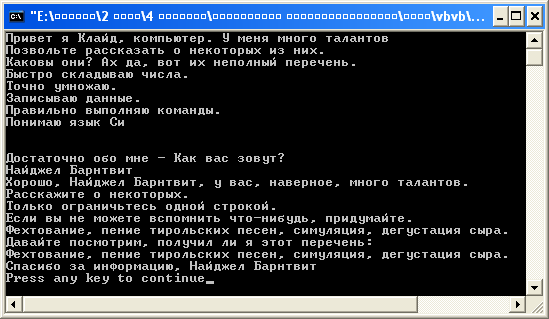 "E:\□□□□□□\2 □□□□\4 □□□□□□□\□□□□□□□□□□ □□□□□□□□□□□□□□□□\□□□□\vbvb\...
Привет я Клайд, компьютер. У меня много талантов
Позвольте рассказать о некоторых из них.
Каковы они? Ах да, вот их неполный перечень.
Быстро складываю числа.
Точно умножаю.
Записываю данные.
Правильно выполняю команды.
Понимаю язык Си
Достаточно обо мне - Как вас зовут?
Найджел Барнтвит
Хорошо, Найджел Барнтвит, у вас, наверное, много талантов.
Расскажите о некоторых.
Только ограничьтесь одной строкой.
Если вы не можете вспомнить что-нибудь, придумайте.
Фехтование, пение тирольских песен, симуляция, дегустация сыра.
Давайте посмотрим, получил ли я этот перечень:
Фехтование, пение тирольских песен, симуляция, дегустация сыра.
Спасибо за информацию, Найджел Барнтвит
Press any key to continue_